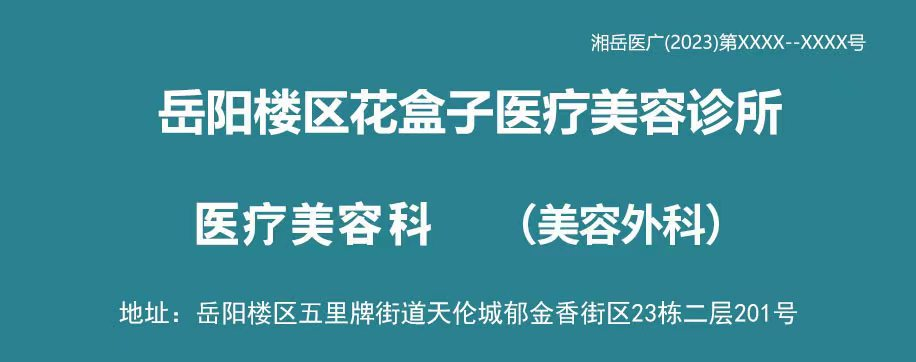 湘岳医广(2023)第XXXX--XXXX号
岳阳楼区花盒子医疗美容诊所
医疗美容科 （美容外科）
地址：岳阳楼区五里牌街道天伦城郁金香街区23栋二层201号